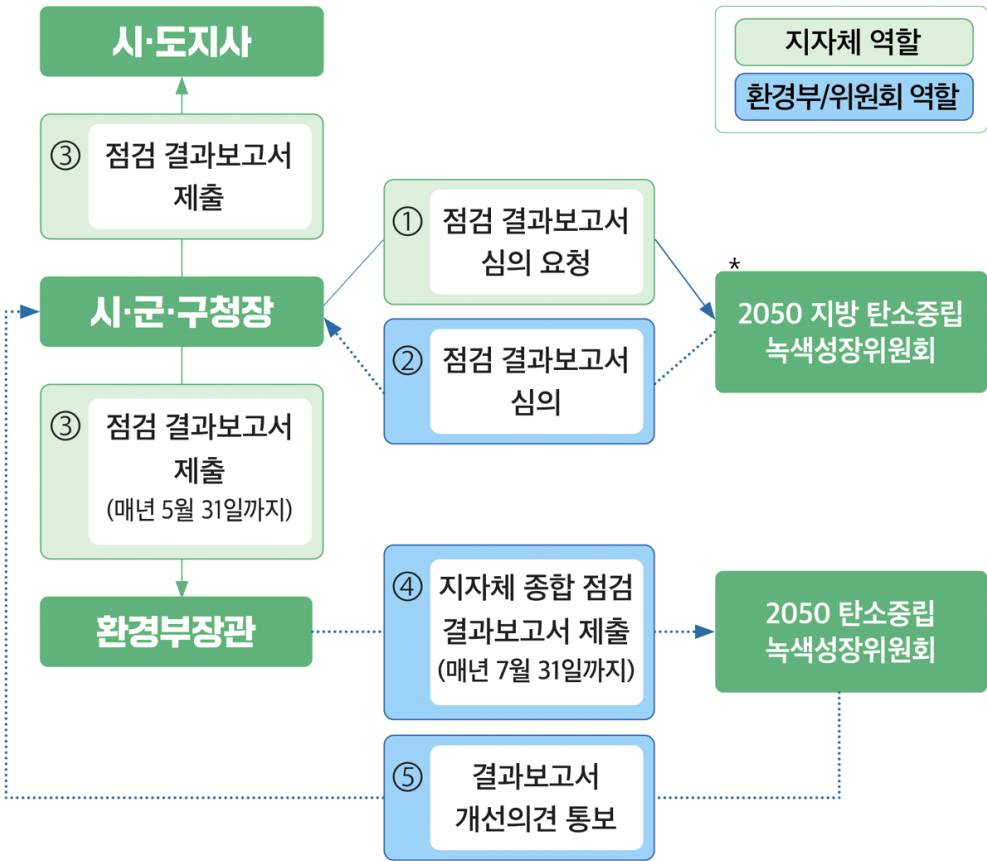 시·도지사
지자체 역할
환경부/위원회 역할
③ 점검 결과보고서
제출
① 점검 결과보고서
심의 요청
시·군·구청장
*
2050 지방 탄소중립
녹색성장위원회
② 점검 결과보고서
심의
③ 점검 결과보고서
제출
(매년 5월 31일까지)
환경부장관
④ 지자체 종합 점검
결과보고서 제출
(매년 7월 31일까지)
2050 탄소중립
녹색성장위원회
⑤ 결과보고서
개선의견 통보